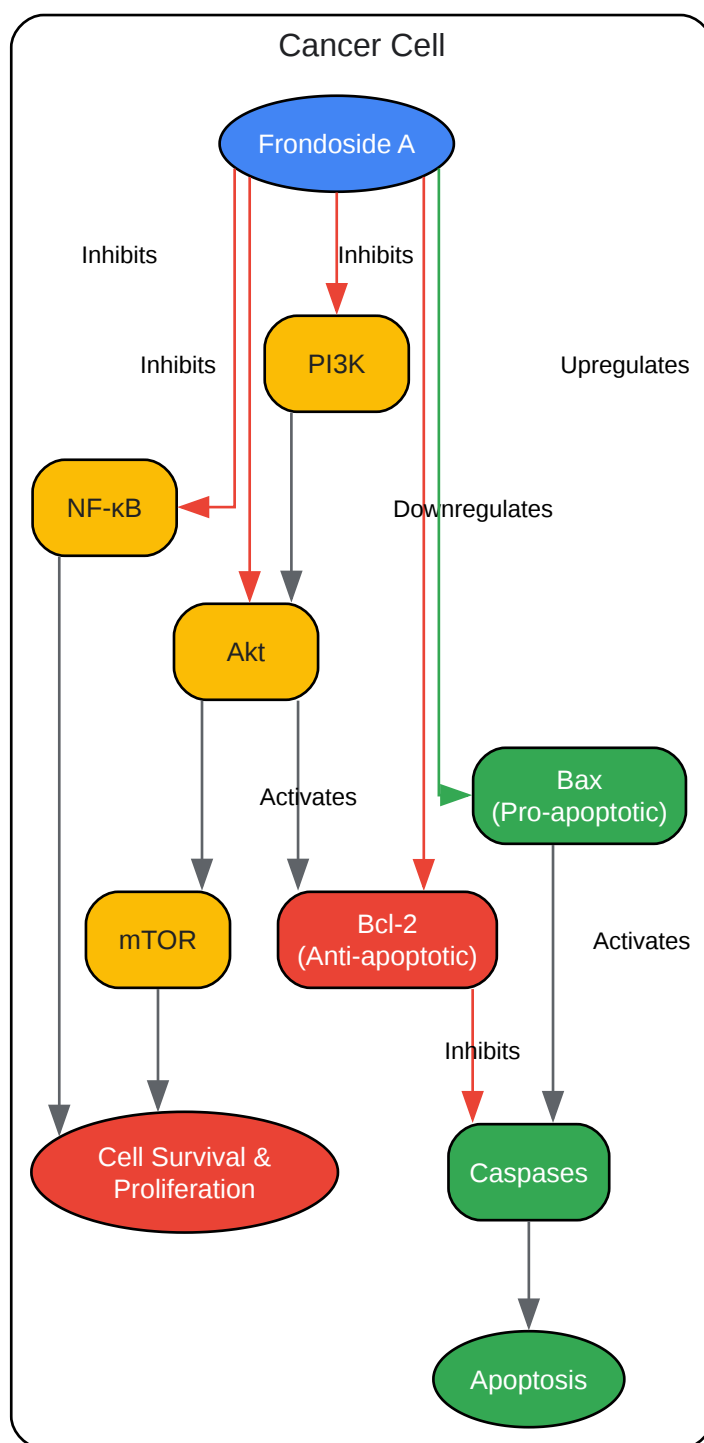 Cancer Cell
Frondoside A
Inhibits
Inhibits
PI3K
Inhibits
Upregulates
NF-κB
Downregulates
Akt
Bax
(Pro-apoptotic)
Activates
Bcl-2
(Anti-apoptotic)
mTOR
Activates
Inhibits
Cell Survival &
Proliferation
Caspases
Apoptosis